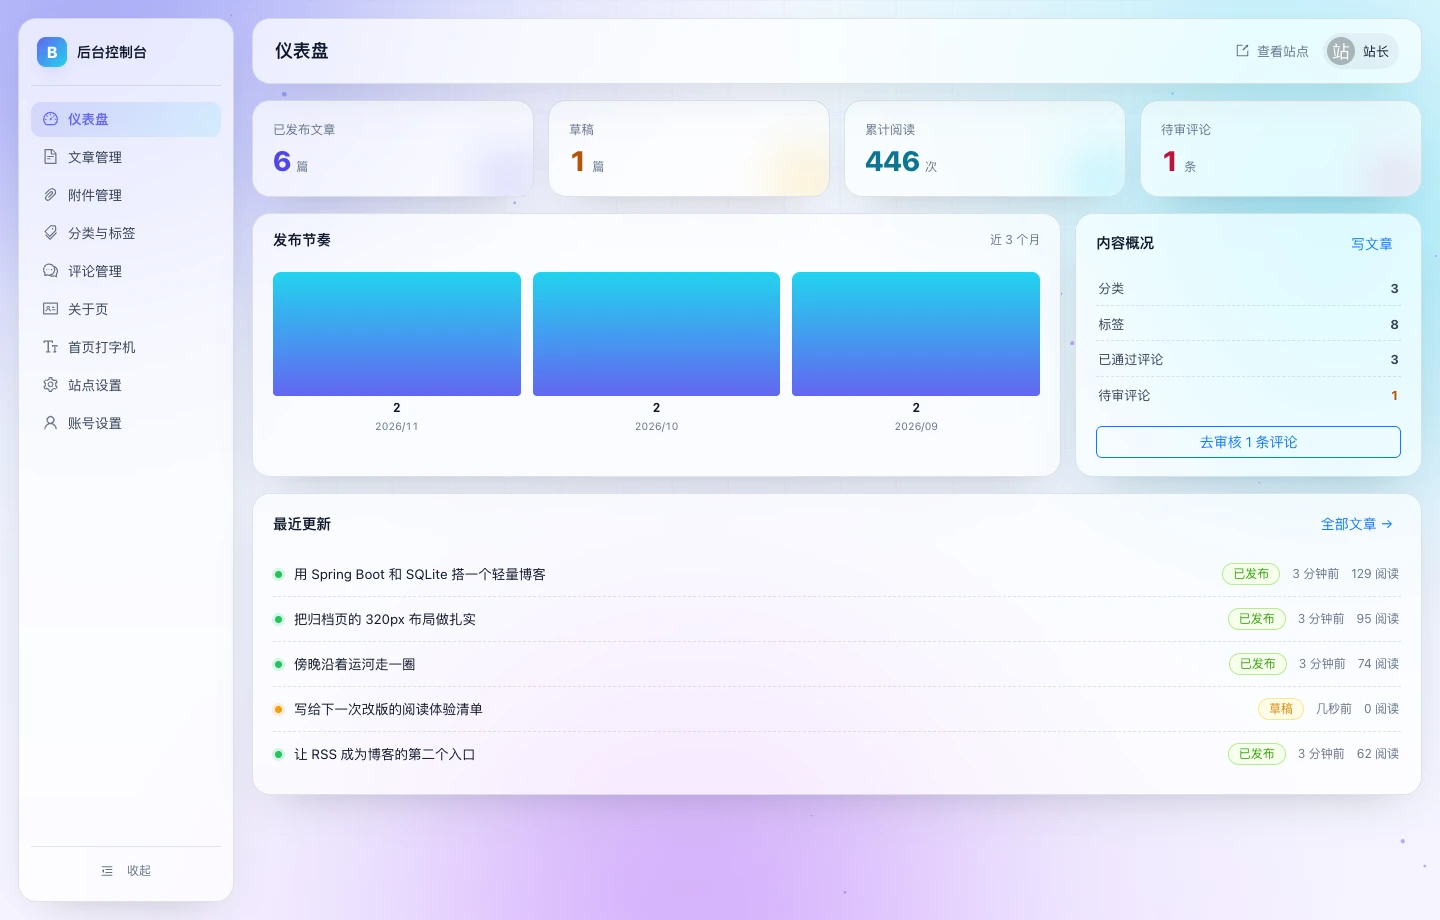 B 后台控制台
仪表盘
文章管理
附件管理
分类与标签
评论管理
关于页
首页打字机
站点设置
账号设置
收起
仪表盘
查看站点
站 站长
已发布文章
6 篇
草稿
1 篇
累计阅读
446 次
待审评论
1 条
发布节奏
近 3 个月
2
2026/11
2
2026/10
2
2026/09
内容概况
写文章
分类 3
标签 8
已通过评论 3
待审评论 1
去审核 1 条评论
最近更新
全部文章 →
用 Spring Boot 和 SQLite 搭一个轻量博客 已发布 3 分钟前 129 阅读
把归档页的 320px 布局做扎实 已发布 3 分钟前 95 阅读
傍晚沿着运河走一圈 已发布 3 分钟前 74 阅读
写给下一次改版的阅读体验清单 草稿 几秒前 0 阅读
让 RSS 成为博客的第二个入口 已发布 3 分钟前 62 阅读